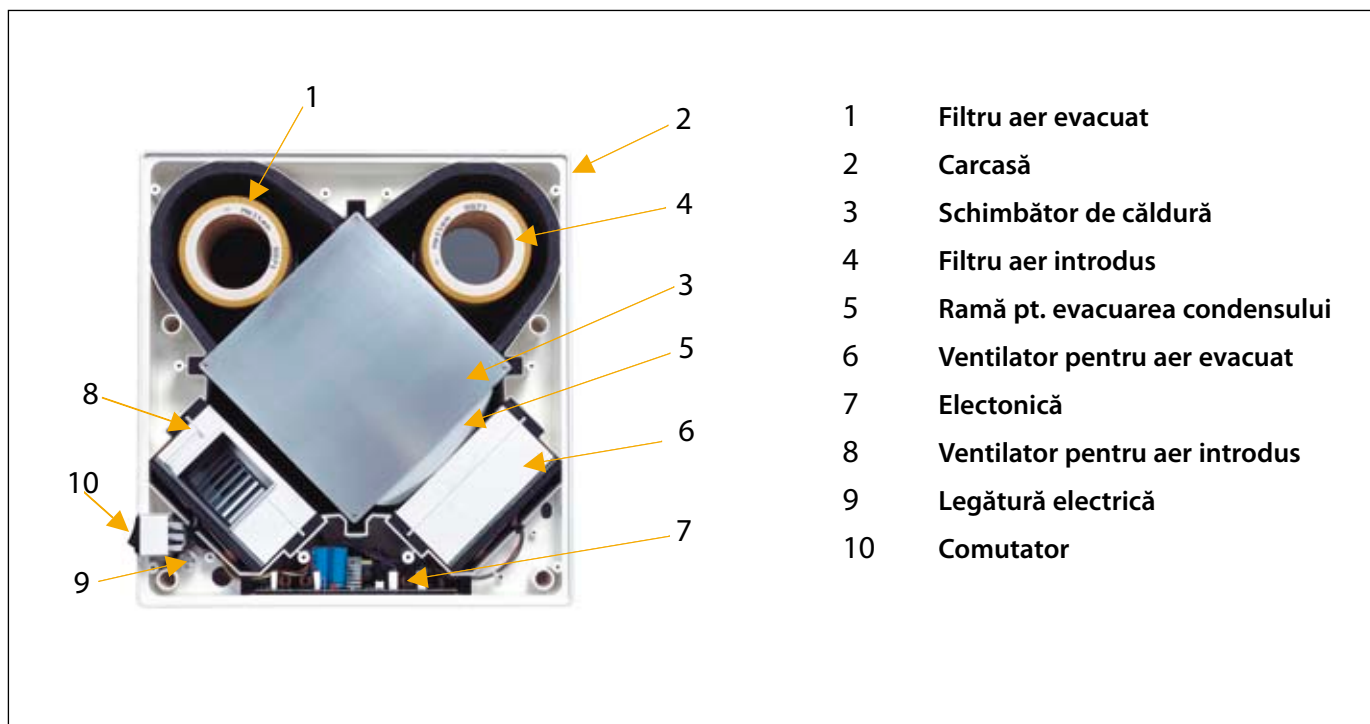 1
2
4
3
5
8
6
10
7
9
1 Filtru aer evacuat
2 Carcasă
3 Schimbător de căldură
4 Filtru aer introdus
5 Ramă pt. evacuarea condensului
6 Ventilator pentru aer evacuat
7 Electonică
8 Ventilator pentru aer introdus
9 Legătură electrică
10 Comutator